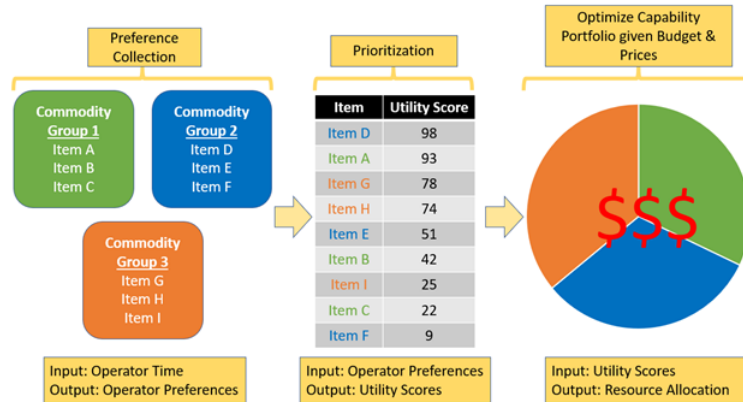 Preference
Collection
Prioritization
Optimize Capability
Portfolio given Budget &
Prices
Commodity
Group 1
Item A
Item B
Item C
Commodity
Group 2
Item D
Item E
Item F
Commodity
Group 3
Item G
Item H
Item I
Item Utility Score
Item D 98
Item A 93
Item G 78
Item H 74
Item E 51
Item B 42
Item I 25
Item C 22
Item F 9
$$$
Input: Operator Time
Output: Operator Preferences
Input: Operator Preferences
Output: Utility Scores
Input: Utility Scores
Output: Resource Allocation